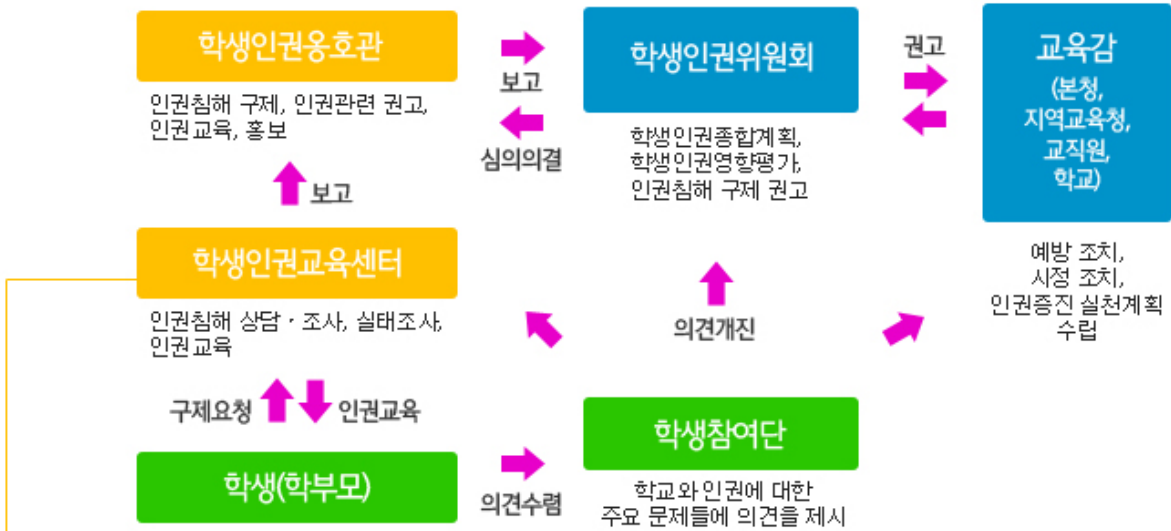 학생인권옹호관
인권침해 구제, 인권관련 권고,
인권교육, 홍보
보고
심의의결
학생인권위원회
학생인권종합계획,
학생인권영향평가,
인권침해 구제 권고
권고
교육감
(본청,
지역교육청,
교직원,
학교)
예방 조치,
시정 조치,
인권증진 실천계획
수립
보고
학생인권교육센터
인권침해 상담 · 조사, 실태조사,
인권교육
의견개진
구제요청
인권교육
학생(학부모)
의견수렴
학생참여단
학교와 인권에 대한
주요 문제들에 의견을 제시